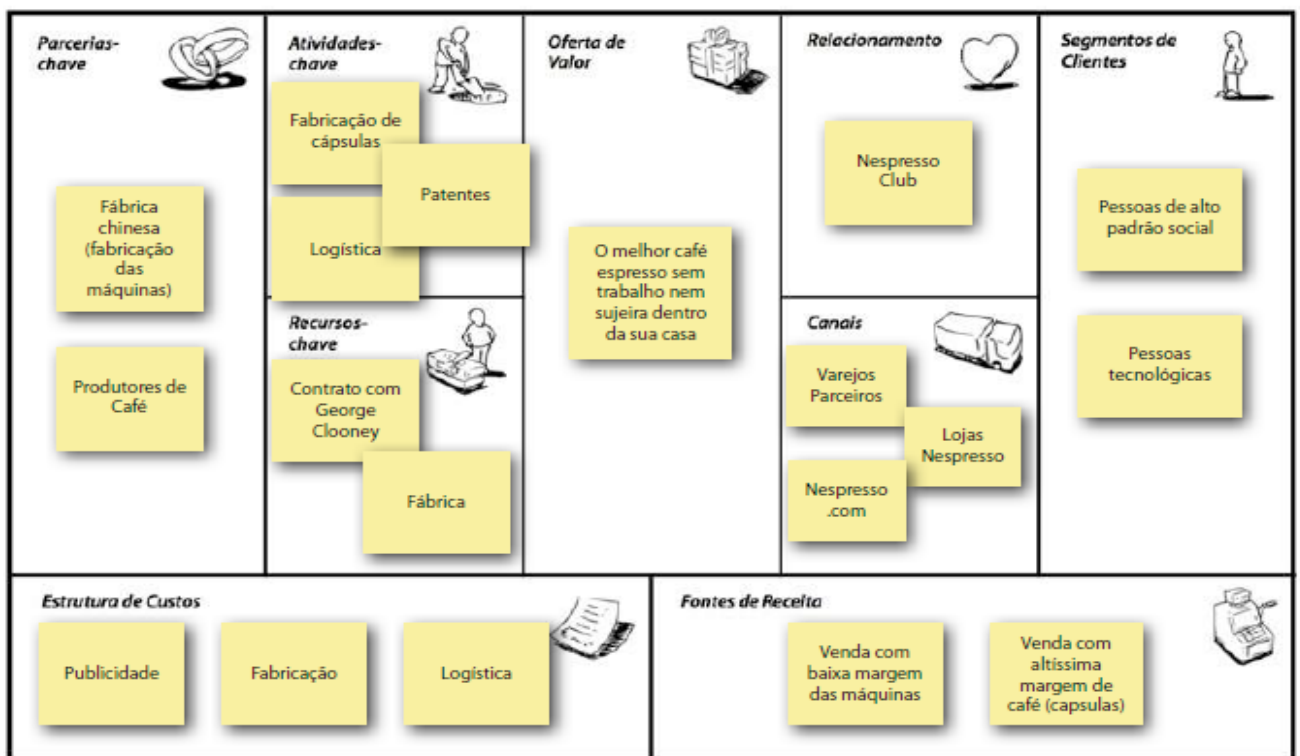 Parcerias-
chave
Fábrica
chinesa
(fabricação
das
máquinas)
Produtores de
Café
Atividades-
chave
Fabricação de
cápsulas
Patentes
Logística
Recursos-
chave
Contrato com
George
Clooney
Fábrica
Oferta de
Valor
O melhor café
espresso sem
trabalho nem
sujeira dentro
da sua casa
Relacionamento
Nespresso
Club
Canais
Varejos
Parceiros
Lojas
Nespresso
Nespresso
.com
Segmentos de
Clientes
Pessoas de alto
padrão social
Pessoas
tecnológicas
Estrutura de Custos
Publicidade
Fabricação
Logística
Fontes de Receita
Venda com
baixa margem
das máquinas
Venda com
altíssima
margem de
café (capsulas)